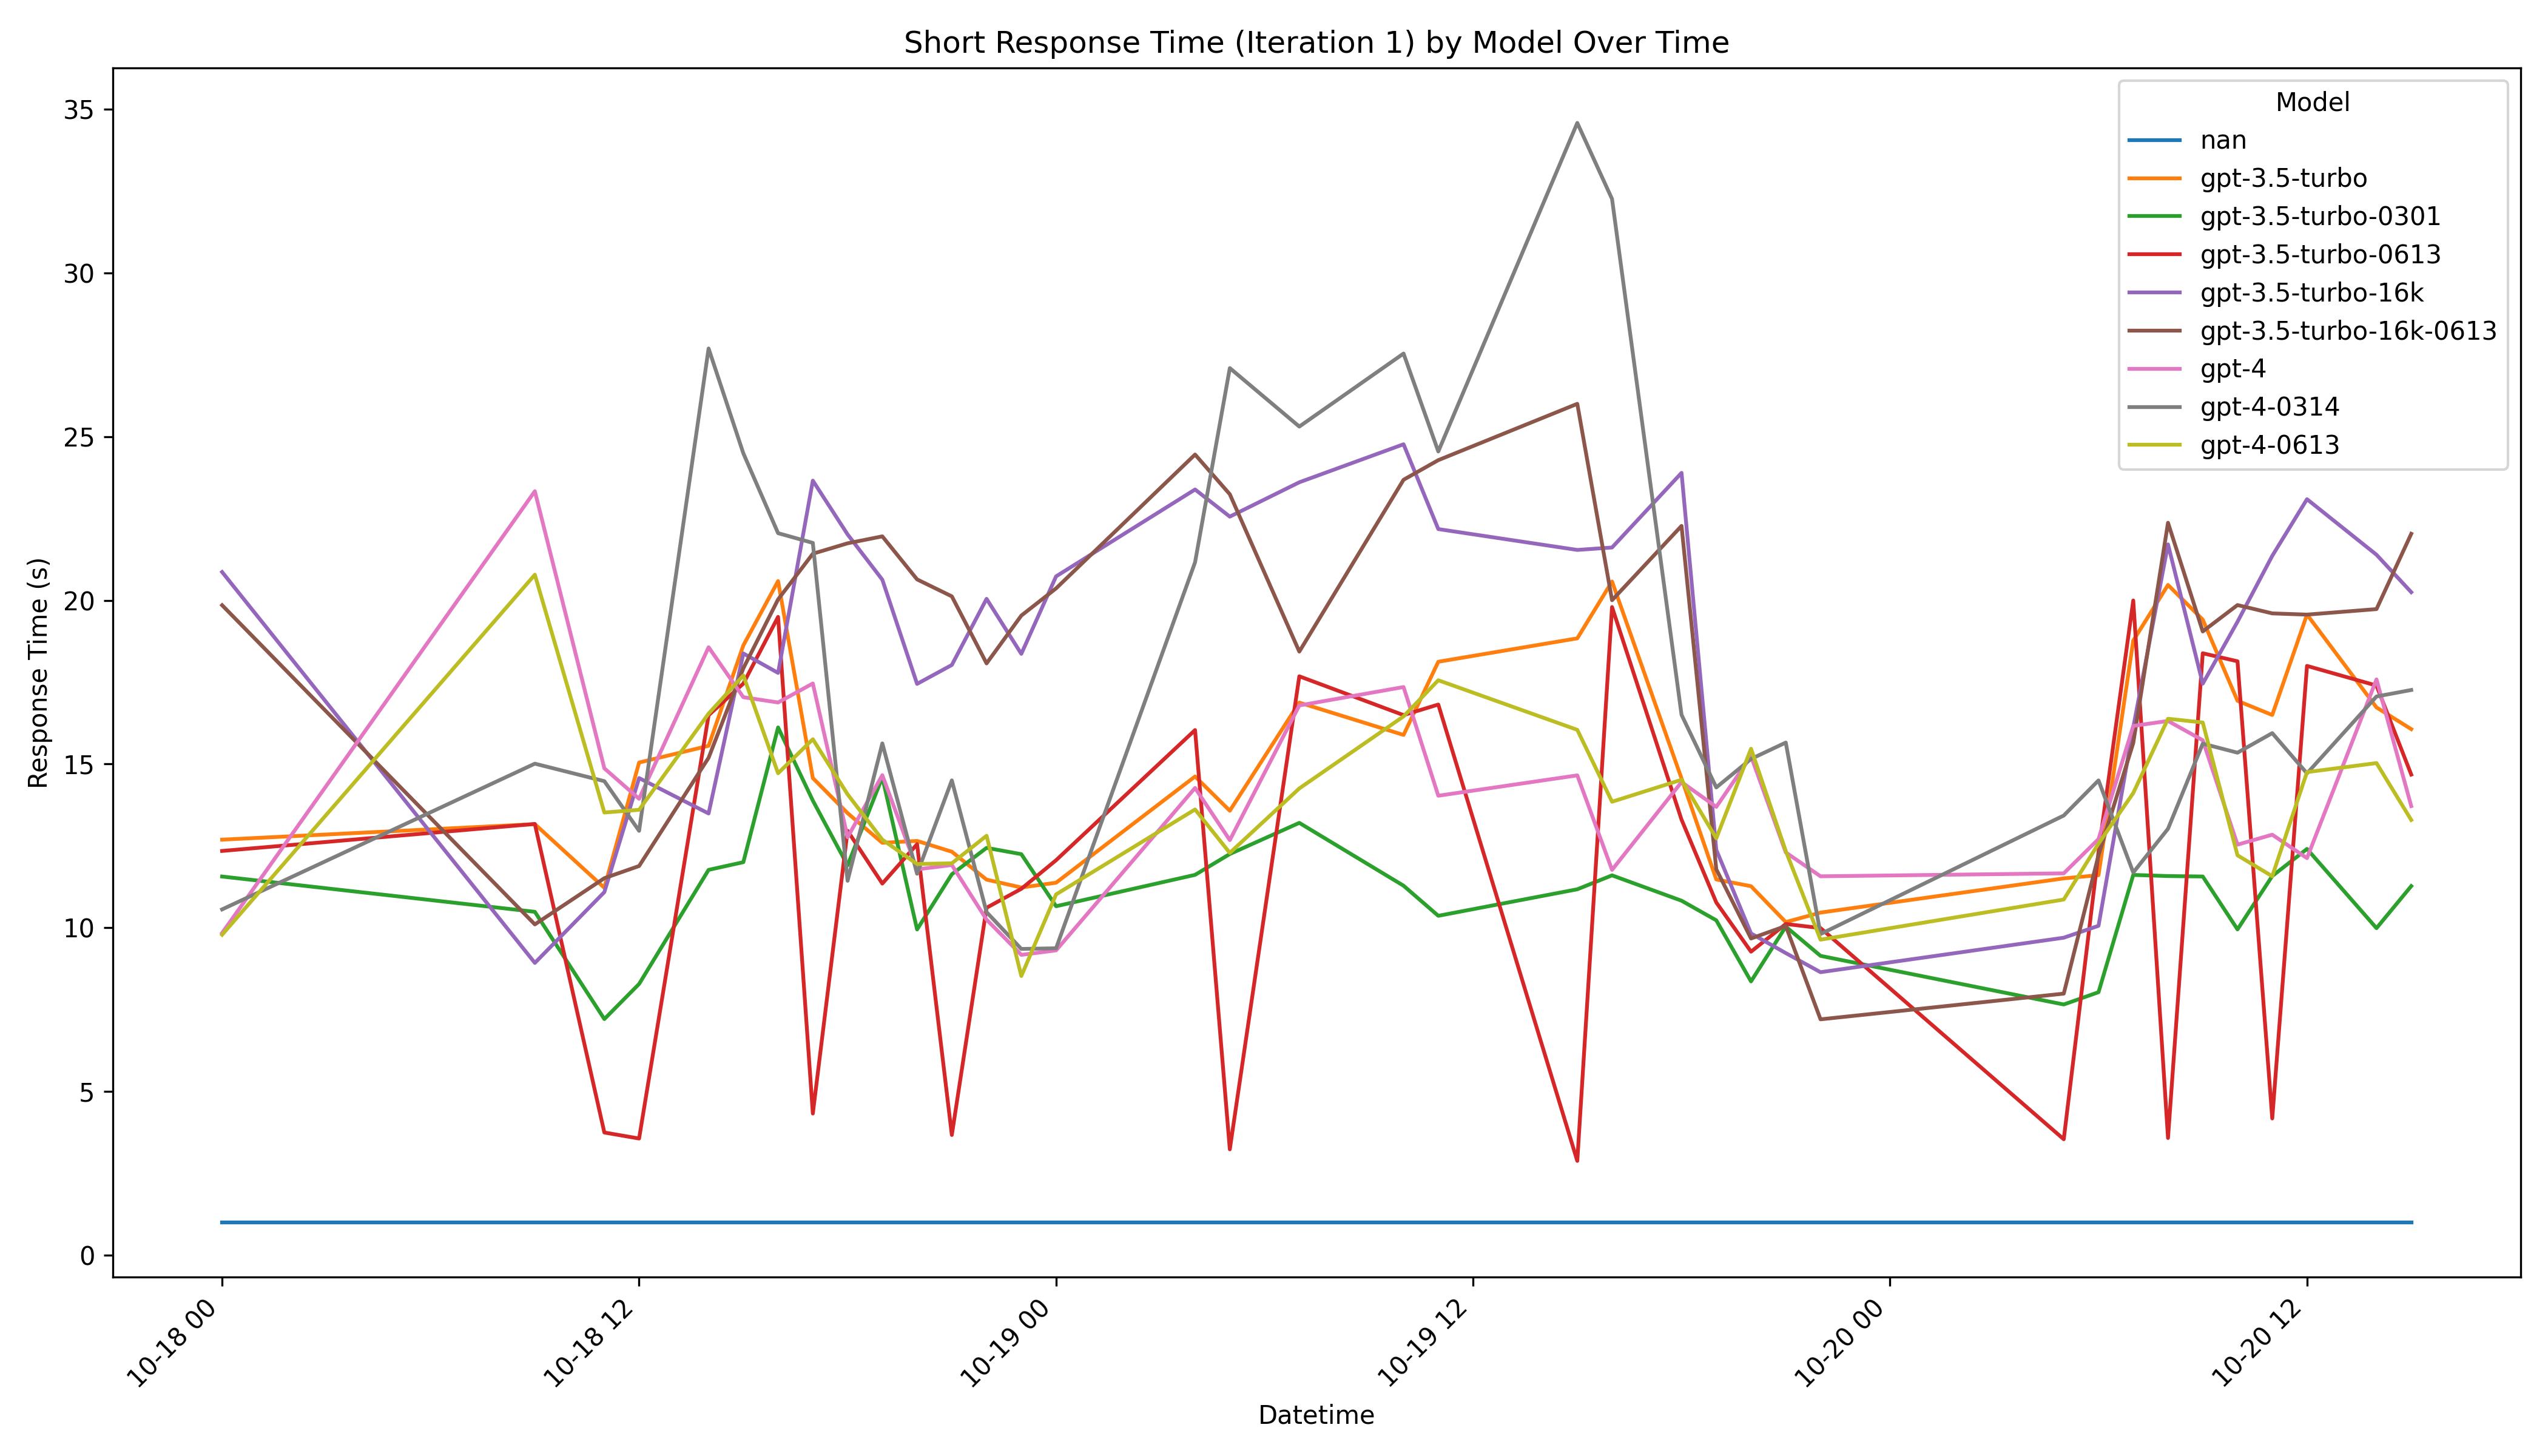 Short Response Time (Iteration 1) by Model Over Time
Response Time (s)
35
30
25
20
15
10
5
0
Model
nan
gpt-3.5-turbo
gpt-3.5-turbo-0301
gpt-3.5-turbo-0613
gpt-3.5-turbo-16k
gpt-3.5-turbo-16k-0613
gpt-4
gpt-4-0314
gpt-4-0613
10-18 00
10-18 12
10-19 00
10-19 12
10-20 00
10-20 12
Datetime